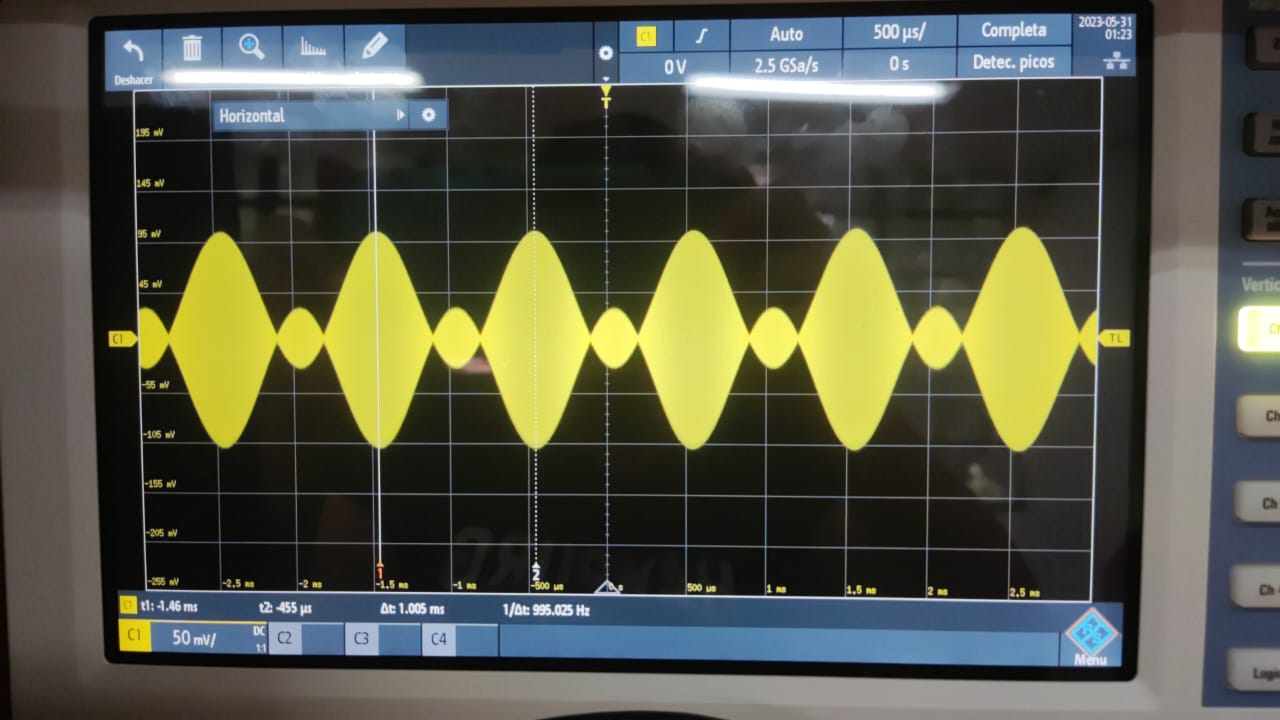 Deshacer
C1
Auto
500 µs/
Completa
2023-05-31
01:23
0 V
2.5 GSa/s
0 s
Detec. picos
Horizontal
T
195 mV
145 mV
95 mV
45 mV
C1
TL
-55 mV
-105 mV
-155 mV
-205 mV
-255 mV
1
2
-2.5 ms
-2 ms
-1.5 ms
-1 ms
-500 µs
0 s
500 µs
1 ms
1.5 ms
2 ms
2.5 ms
C1 t1: -1.46 ms t2: -455 µs Δt: 1.005 ms 1/Δt: 995.025 Hz
C1 50 mV/ DC 1:1 C2 C3 C4
Menu
Ch
Ch
Ch